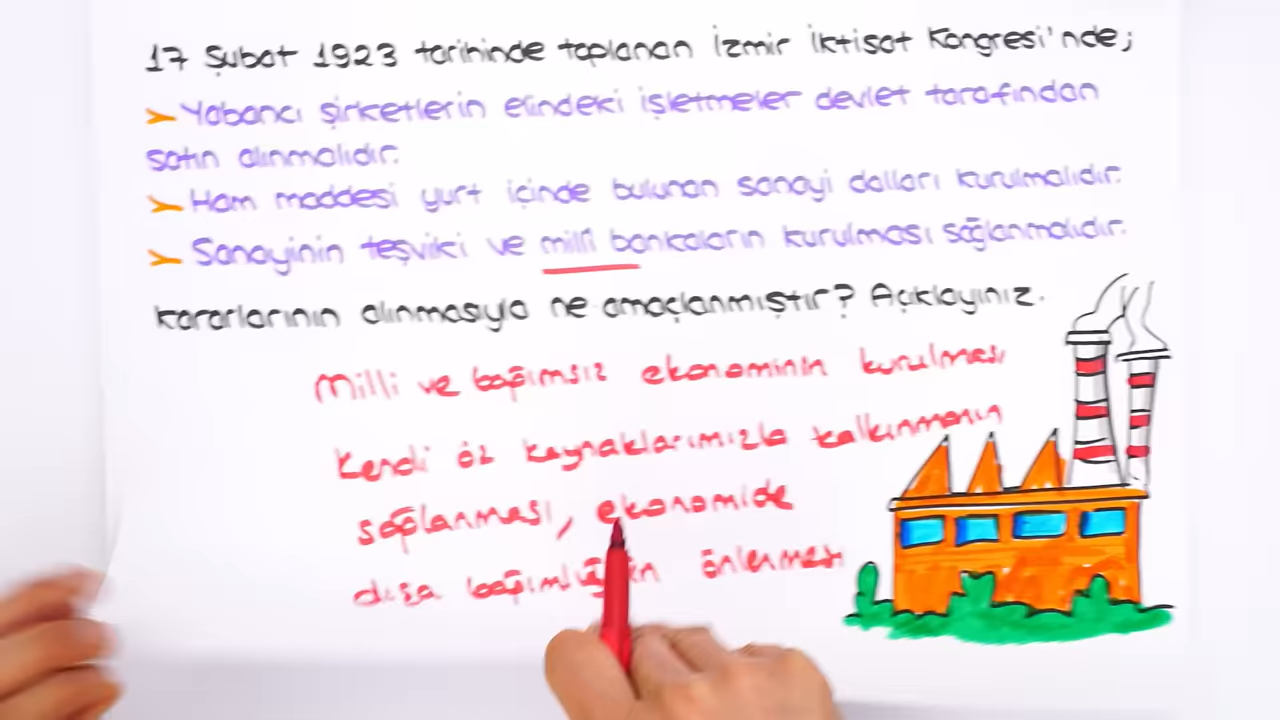 17 Şubat 1923 tarihinde toplanan İzmir İktisat Kongresi'nde;
➤ Yabancı şirketlerin elindeki işletmeler devlet tarafından
satın alınmalıdır.
➤ Ham maddesi yurt içinde bulunan sanayi dalları kurulmalıdır.
➤ Sanayinin teşviki ve millî bankaların kurulması sağlanmalıdır.
kararlarının alınmasıyla ne amaçlanmıştır? Açıklayınız.
Milli ve bağımsız ekonominin kurulması
Kendi öz kaynaklarımızla kalkınmanın
sağlanması, ekonomide
dışa bağımlığın önlenmesi